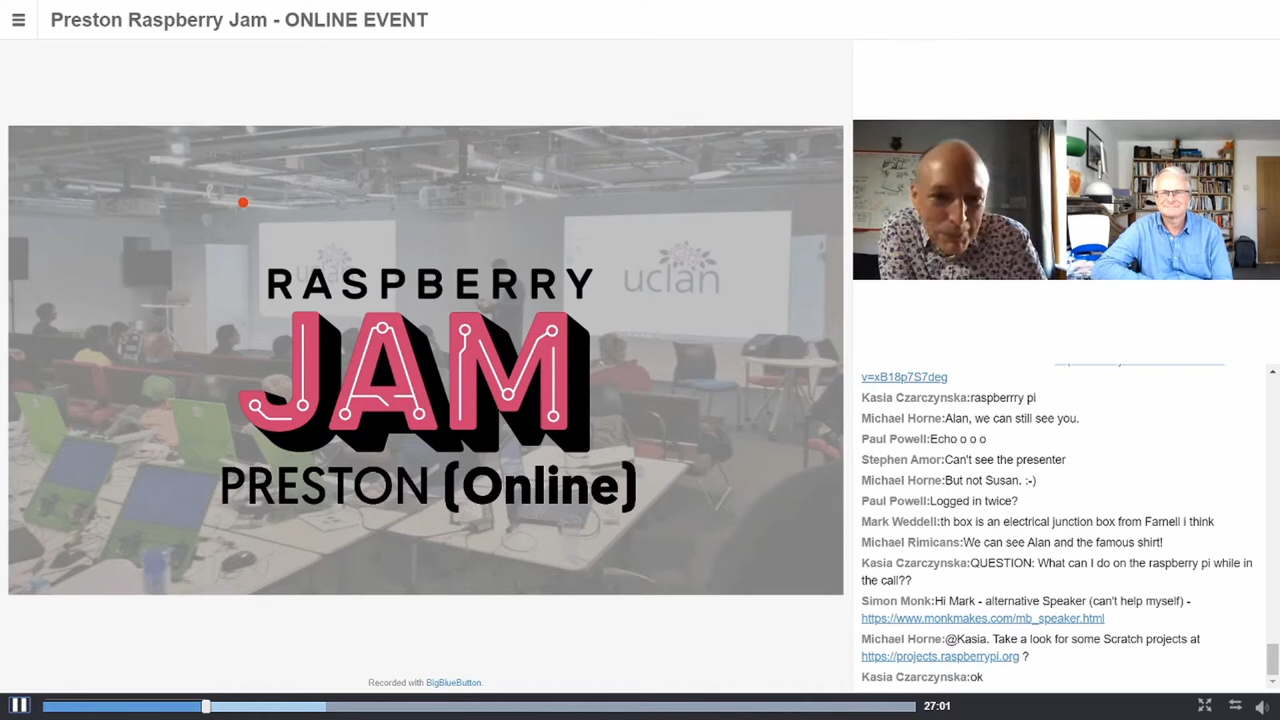 Preston Raspberry Jam - ONLINE EVENT
uclan
RASPBERRY
JAM
PRESTON (Online)
Recorded with BigBlueButton.
v=xB18p7S7deg
Kasia Czarczynska:raspberrry pi
Michael Horne:Alan, we can still see you.
Paul Powell:Echo o o o
Stephen Amor:Can't see the presenter
Michael Horne:But not Susan. :-)
Paul Powell:Logged in twice?
Mark Weddell:th box is an electrical junction box from Farnell i think
Michael Rimicans:We can see Alan and the famous shirt!
Kasia Czarczynska:QUESTION: What can I do on the raspberry pi while in
the call??
Simon Monk:Hi Mark - alternative Speaker (can't help myself) -
https://www.monkmakes.com/mb_speaker.html
Michael Horne:@Kasia. Take a look for some Scratch projects at
https://projects.raspberrypi.org ?
Kasia Czarczynska:ok
27:01